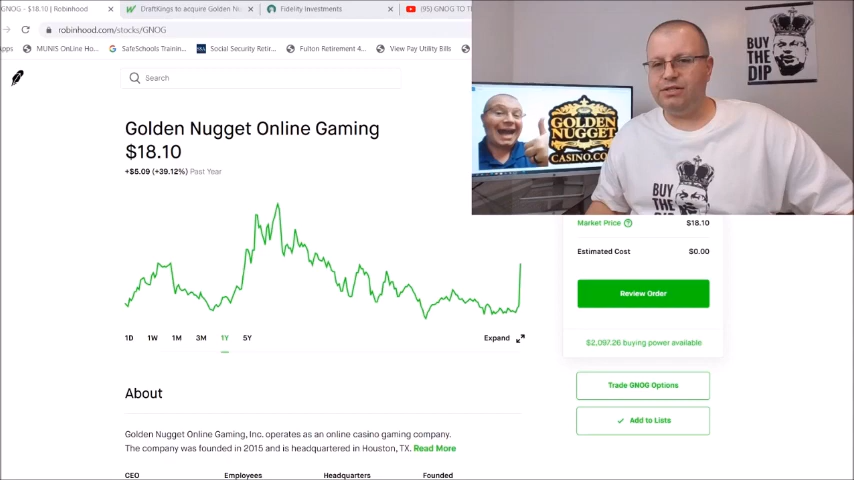 GNOG - $18.10 | Robinhood
DraftKings to acquire Golden Nu
Fidelity Investments
(95) GNOG TO TH
robinhood.com/stocks/GNOG
Apps
MUNIS OnLine Ho...
SafeSchools Trainin...
Social Security Retir...
Fulton Retirement 4...
View Pay Utility Bills
Search
BUY
THE
DIP
GOLDEN
NUGGET
CASINO.CO
BUY
THE
Golden Nugget Online Gaming
$18.10
+$5.09 (+39.12%) Past Year
Market Price
$18.10
Estimated Cost
$0.00
Review Order
1D 1W 1M 3M 1Y 5Y
Expand
$2,097.26 buying power available
Trade GNOG Options
Add to Lists
About
Golden Nugget Online Gaming, Inc. operates as an online casino gaming company.
The company was founded in 2015 and is headquartered in Houston, TX. Read More
CEO
Employees
Headquarters
Founded